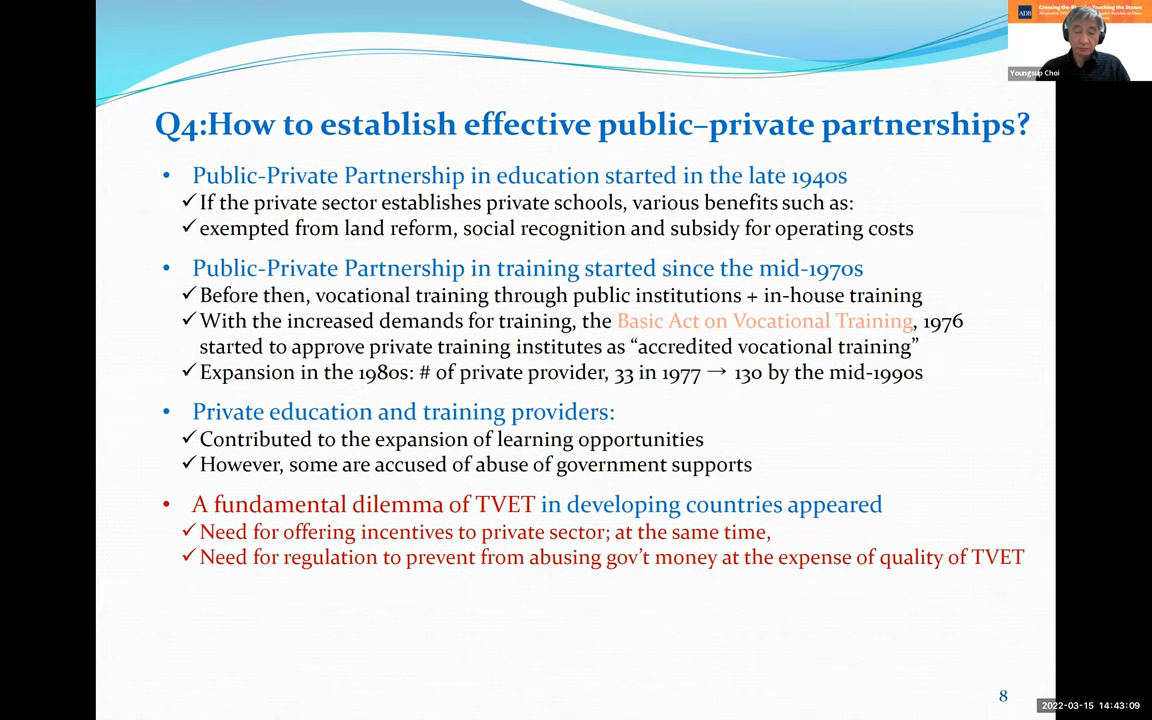 ADB
Youngsup Choi
Q4:How to establish effective public–private partnerships?
• Public-Private Partnership in education started in the late 1940s
✓If the private sector establishes private schools, various benefits such as:
✓exempted from land reform, social recognition and subsidy for operating costs
• Public-Private Partnership in training started since the mid-1970s
✓Before then, vocational training through public institutions + in-house training
✓With the increased demands for training, the Basic Act on Vocational Training, 1976
started to approve private training institutes as “accredited vocational training”
✓Expansion in the 1980s: # of private provider, 33 in 1977 → 130 by the mid-1990s
• Private education and training providers:
✓Contributed to the expansion of learning opportunities
✓However, some are accused of abuse of government supports
• A fundamental dilemma of TVET in developing countries appeared
✓Need for offering incentives to private sector; at the same time,
✓Need for regulation to prevent from abusing gov’t money at the expense of quality of TVET
8
2022-03-15 14:43:09